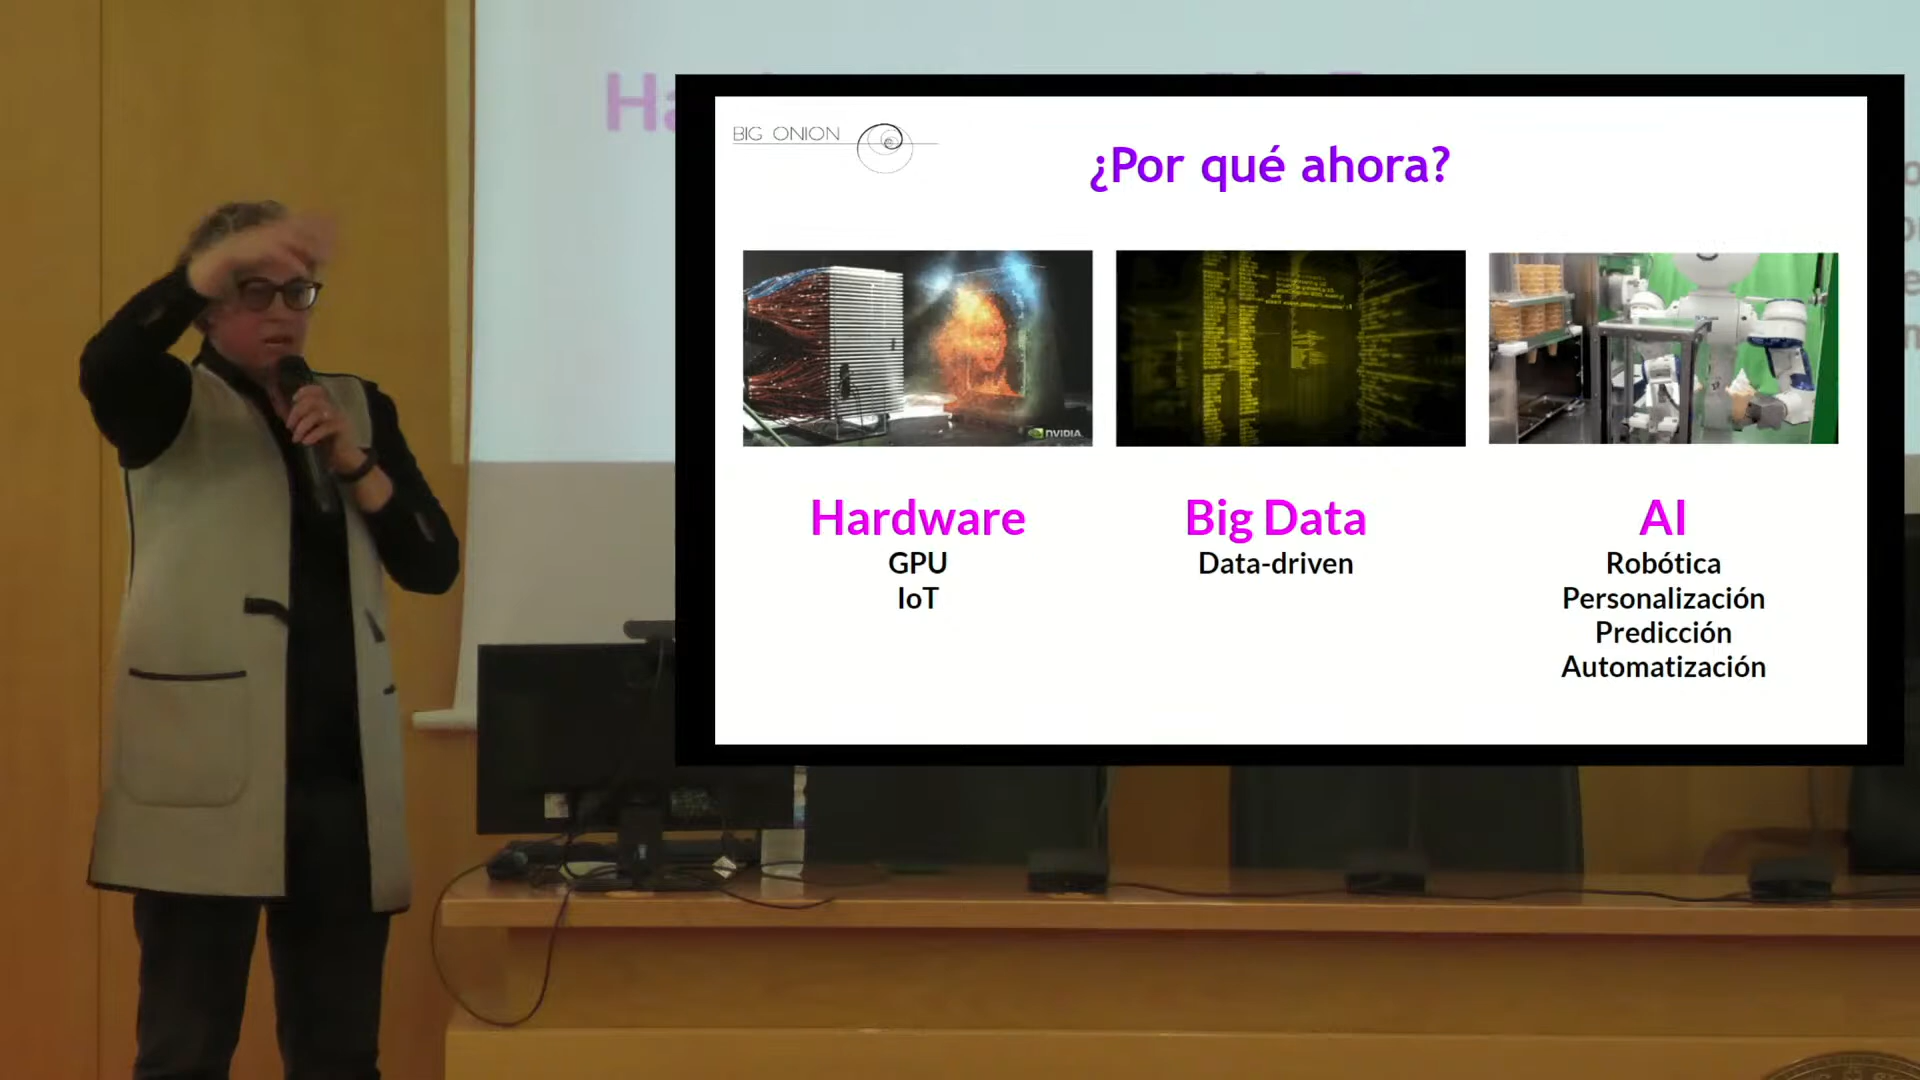 BIG ONION
¿Por qué ahora?
NVIDIA.
Hardware
GPU
IoT
Big Data
Data-driven
AI
Robótica
Personalización
Predicción
Automatización